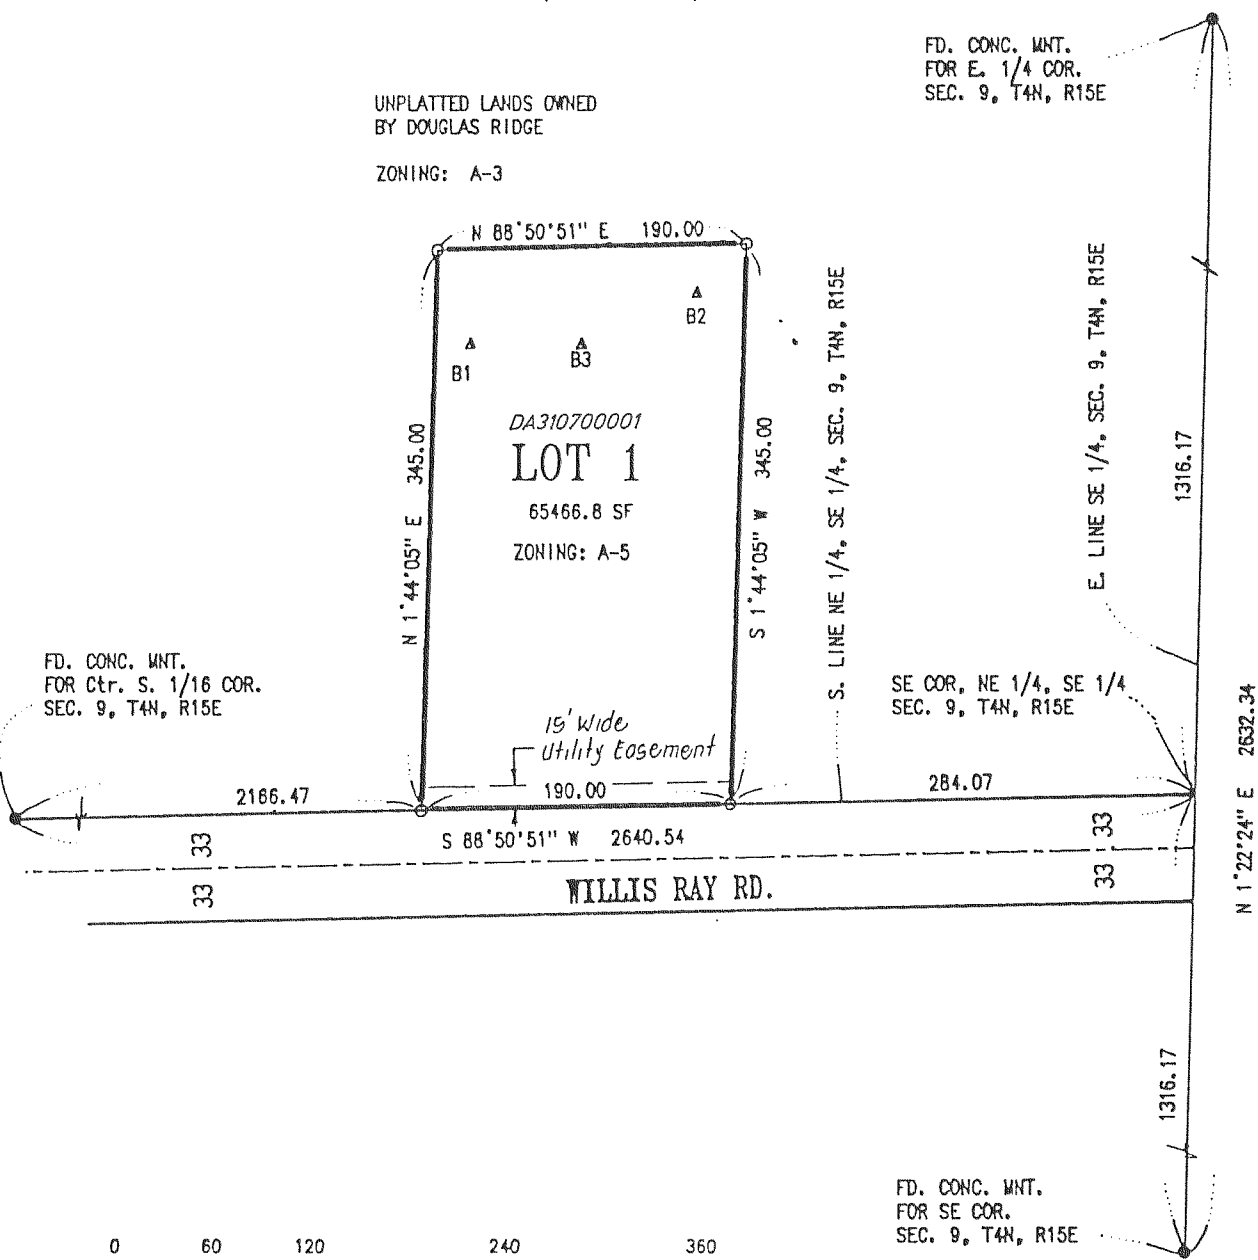 FD. CONC. MNT.
FOR E. 1/4 COR.
SEC. 9, T4N, R15E
UNPLATTED LANDS OWNED
BY DOUGLAS RIDGE
ZONING: A-3
N 88°50'51" E 190.00
B2
B1
B3
DA310700001
LOT 1
65466.8 SF
ZONING: A-5
N 1°44'05" E 345.00
S 1°44'05" W 345.00
S. LINE NE 1/4, SE 1/4, SEC. 9, T4N, R15E
E. LINE SE 1/4, SEC. 9, T4N, R15E
1316.17
FD. CONC. MNT.
FOR Ctr. S. 1/16 COR.
SEC. 9, T4N, R15E
SE COR, NE 1/4, SE 1/4
SEC. 9, T4N, R15E
15' Wide
Utility Easement
2166.47
190.00
284.07
S 88°50'51" W 2640.54
33
33
33
33
WILLIS RAY RD.
N 1°22'24" E 2632.34
1316.17
FD. CONC. MNT.
FOR SE COR.
SEC. 9, T4N, R15E
0 60 120 240 360